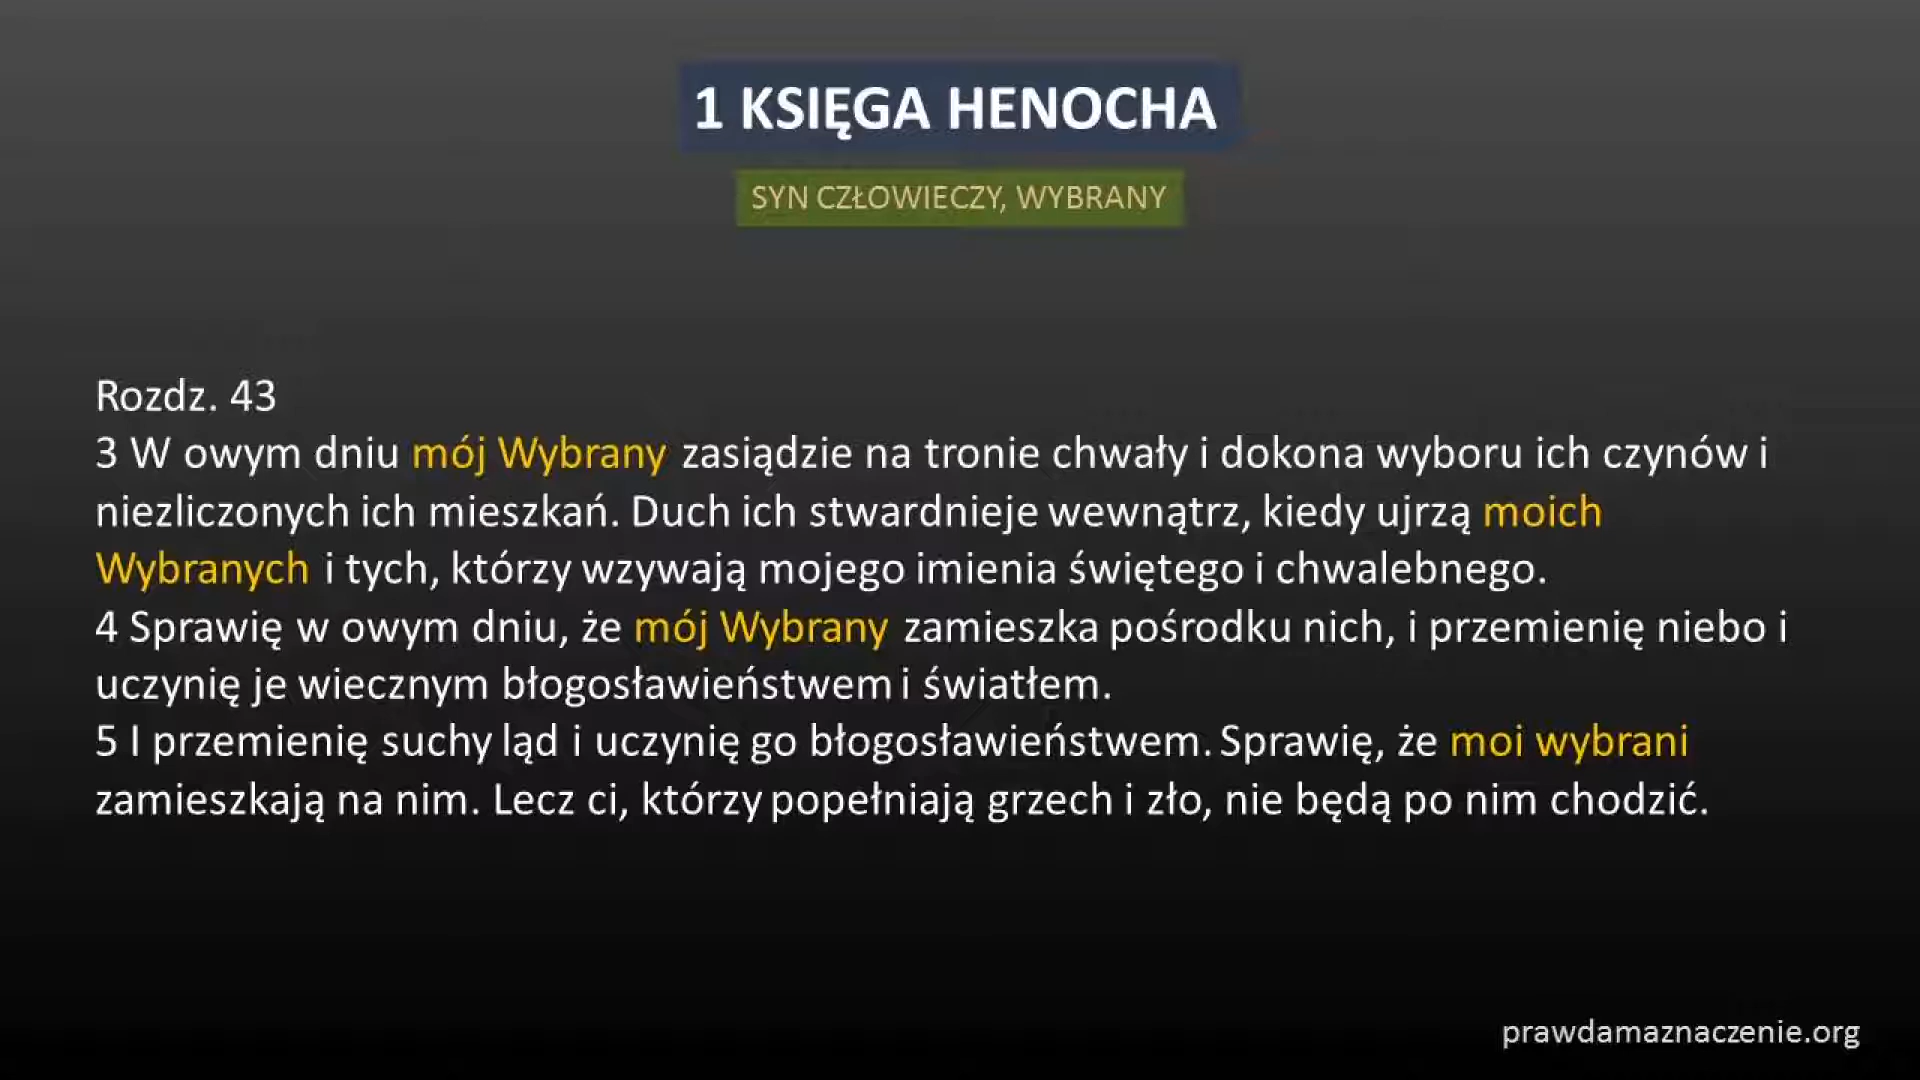 1 KSIĘGA HENOCHA
SYN CZŁOWIECZY, WYBRANY
Rozdz. 43
3 W owym dniu mój Wybrany zasiądzie na tronie chwały i dokona wyboru ich czynów i
niezliczonych ich mieszkań. Duch ich stwardnieje wewnątrz, kiedy ujrzą moich
Wybranych i tych, którzy wzywają mojego imienia świętego i chwalebnego.
4 Sprawię w owym dniu, że mój Wybrany zamieszka pośrodku nich, i przemienię niebo i
uczynię je wiecznym błogosławieństwem i światłem.
5 I przemienię suchy ląd i uczynię go błogosławieństwem. Sprawię, że moi wybrani
zamieszkają na nim. Lecz ci, którzy popełniają grzech i zło, nie będą po nim chodzić.
prawdamaznaczenie.org